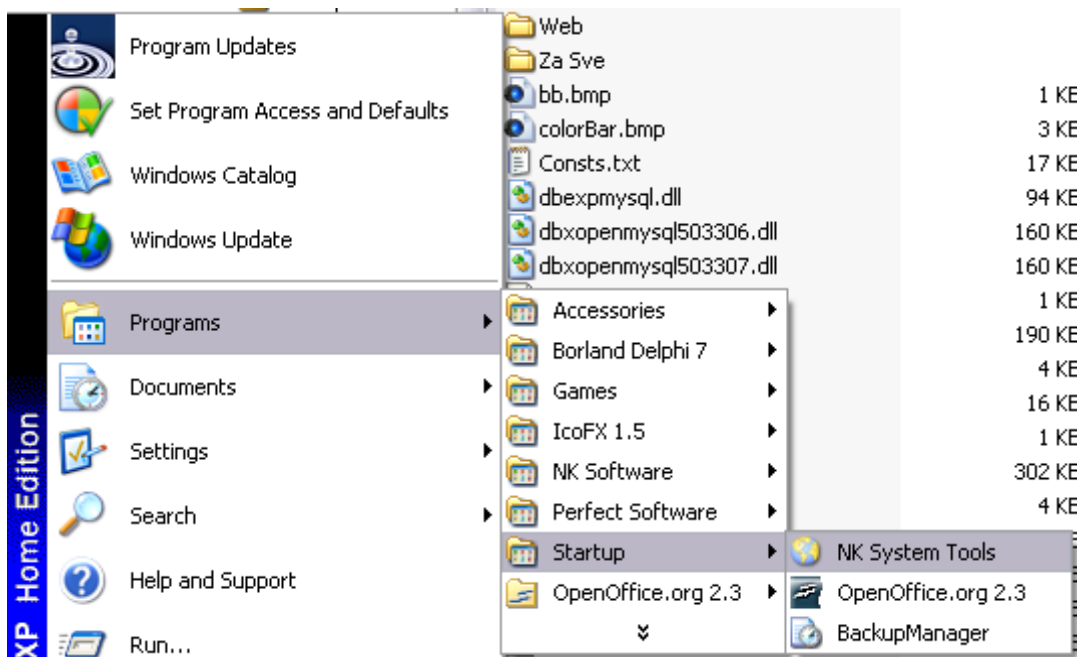 Program Updates
Set Program Access and Defaults
Windows Catalog
Windows Update
Programs
Documents
Settings
Search
Help and Support
Run...
XP Home Edition
Web
Za Sve
bb.bmp 1 KB
colorBar.bmp 3 KB
Consts.txt 17 KB
dbexpmysql.dll 94 KB
dbxopenmysql503306.dll 160 KB
dbxopenmysql503307.dll 160 KB
1 KB
190 KB
4 KB
16 KB
1 KB
302 KB
4 KB
Accessories
Borland Delphi 7
Games
IcoFX 1.5
NK Software
Perfect Software
Startup
OpenOffice.org 2.3
NK System Tools
OpenOffice.org 2.3
BackupManager